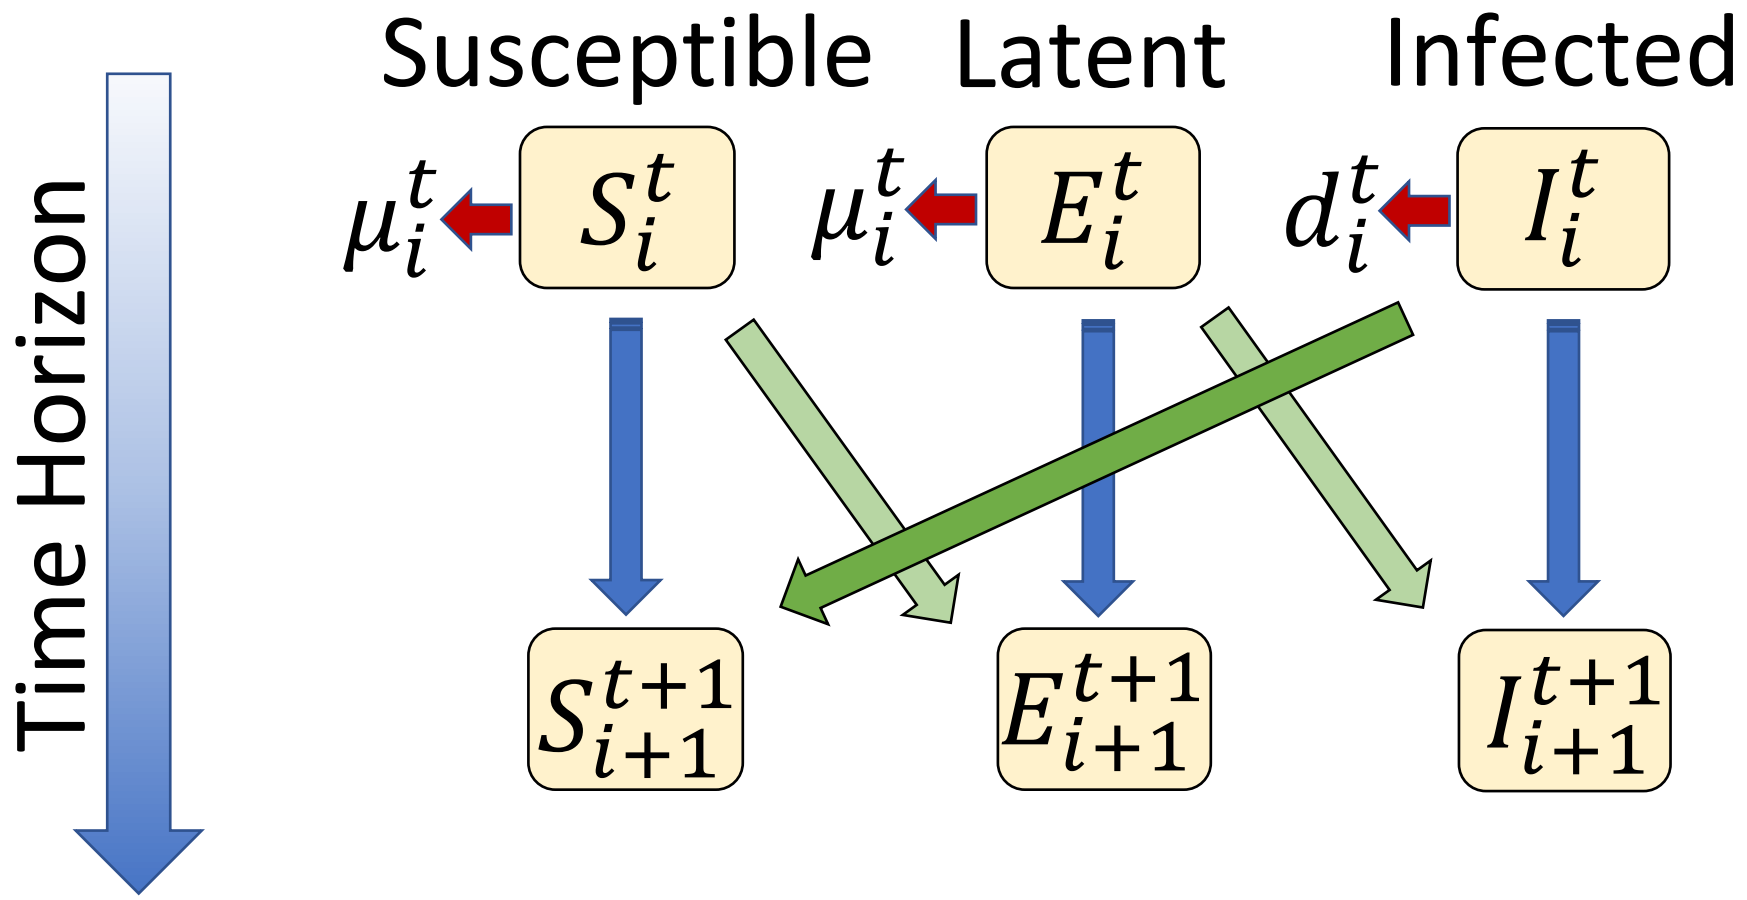 Susceptible Latent Infected
μ_i^t S_i^t μ_i^t E_i^t d_i^t I_i^t
Time Horizon
S_{i+1}^{t+1} E_{i+1}^{t+1} I_{i+1}^{t+1}